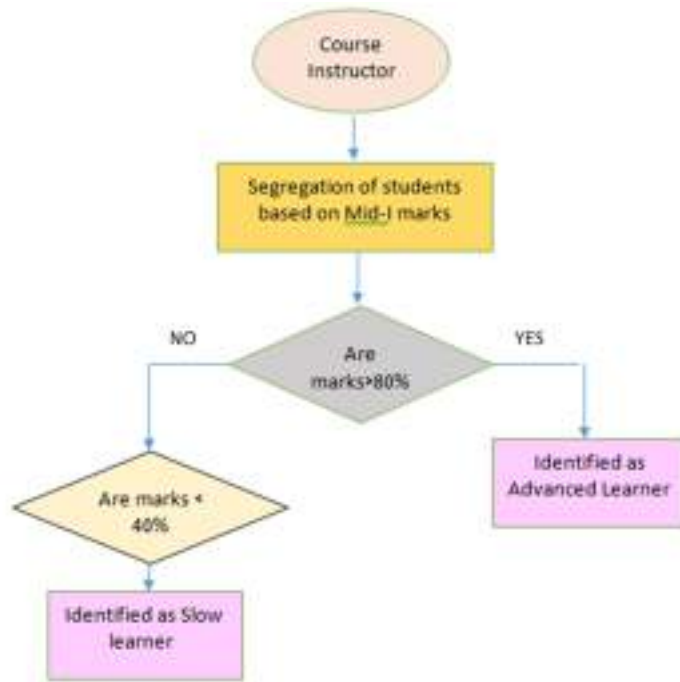 Course
Instructor
Segregation of students
based on Mid-I marks
NO
YES
Are
marks>80%
Identified as
Advanced Learner
Are marks <
40%
Identified as Slow
learner